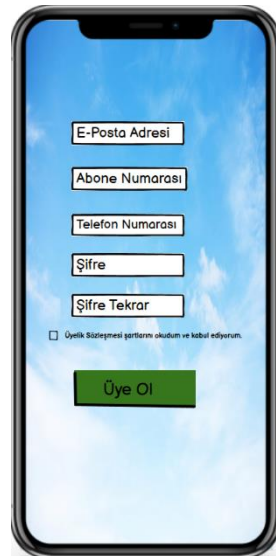 E-Posta Adresi
Abone Numarası
Telefon Numarası
Şifre
Şifre Tekrar
Üyelik Sözleşmesi şartlarını okudum ve kabul ediyorum.
Üye Ol